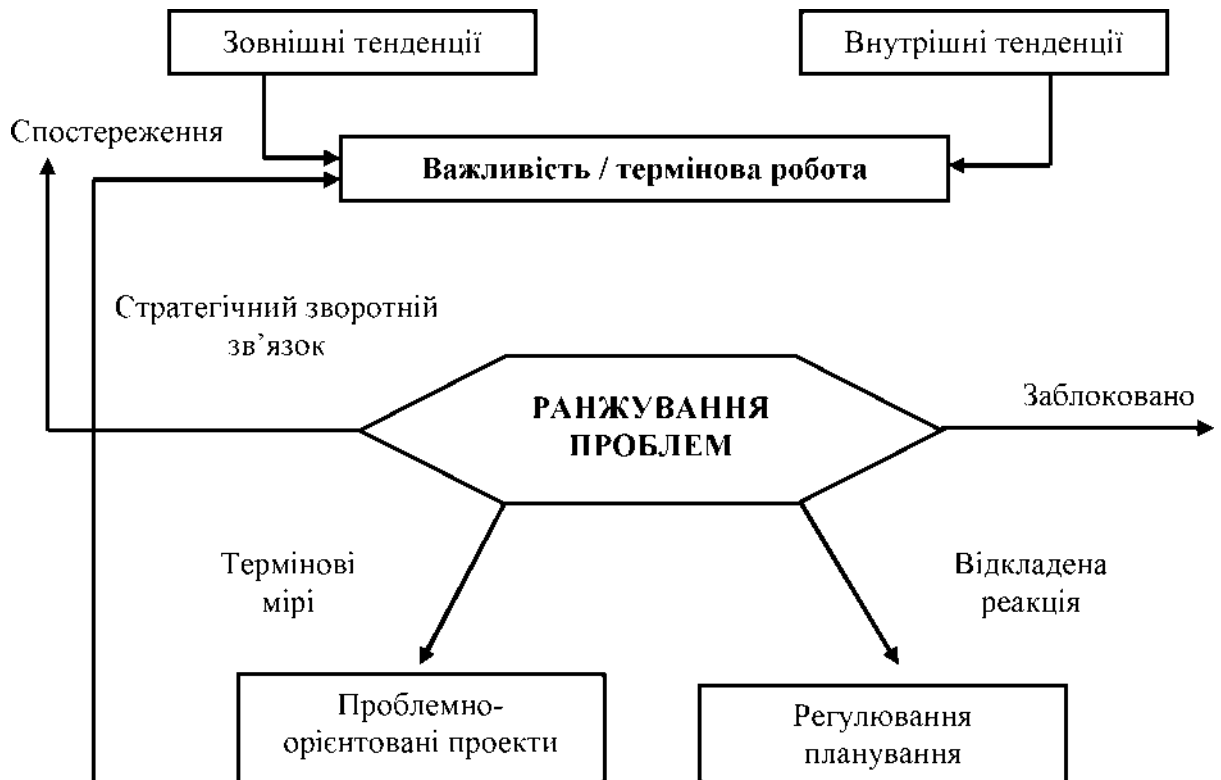 Зовнішні тенденції
Внутрішні тенденції
Спостереження
Важливість / термінова робота
Стратегічний зворотній
зв’язок
РАНЖУВАННЯ
ПРОБЛЕМ
Заблоковано
Термінові
мірі
Відкладена
реакція
Проблемно-
орієнтовані проекти
Регулювання
планування